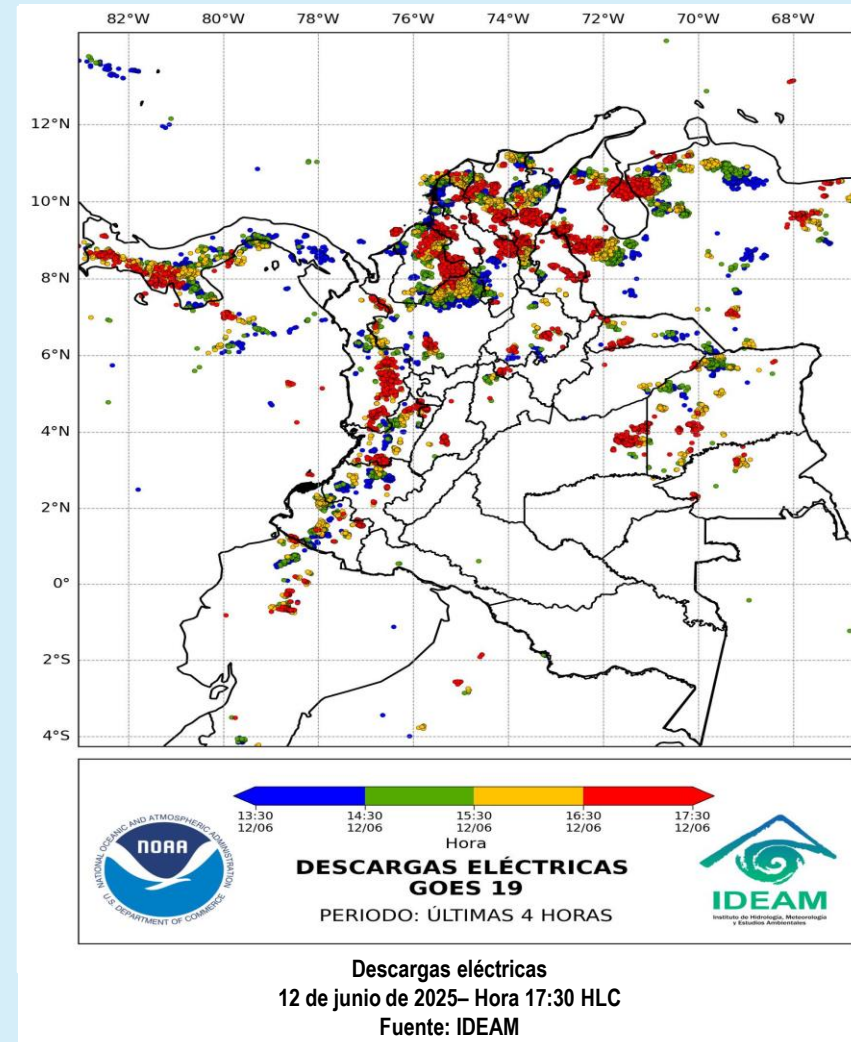 82°W 80°W 78°W 76°W 74°W 72°W 70°W 68°W
12°N
10°N
8°N
6°N
4°N
2°N
0°
2°S
4°S
13:30 14:30 15:30 16:30 17:30
12/06 12/06 12/06 12/06 12/06
Hora
DESCARGAS ELÉCTRICAS
GOES 19
PERIODO: ÚLTIMAS 4 HORAS
NATIONAL OCEANIC AND ATMOSPHERIC ADMINISTRATION
NOAA
U.S. DEPARTMENT OF COMMERCE
IDEAM
Instituto de Hidrología, Meteorología
y Estudios Ambientales
Descargas eléctricas
12 de junio de 2025– Hora 17:30 HLC
Fuente: IDEAM